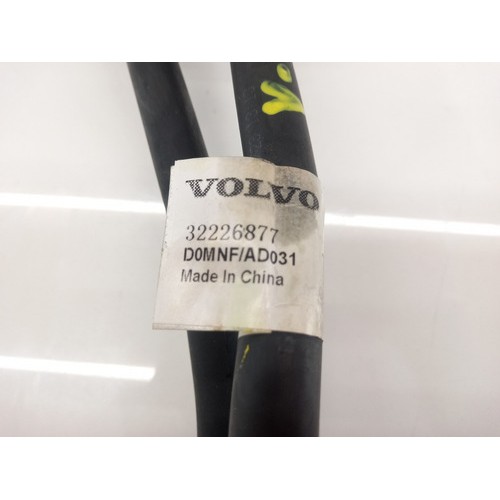 VOLVO
32226877
D0MNF/AD031
Made In China